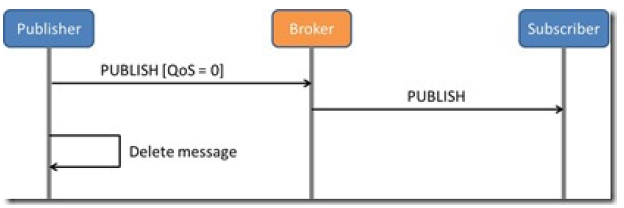 Publisher
Broker
Subscriber
PUBLISH [QoS = 0]
PUBLISH
Delete message